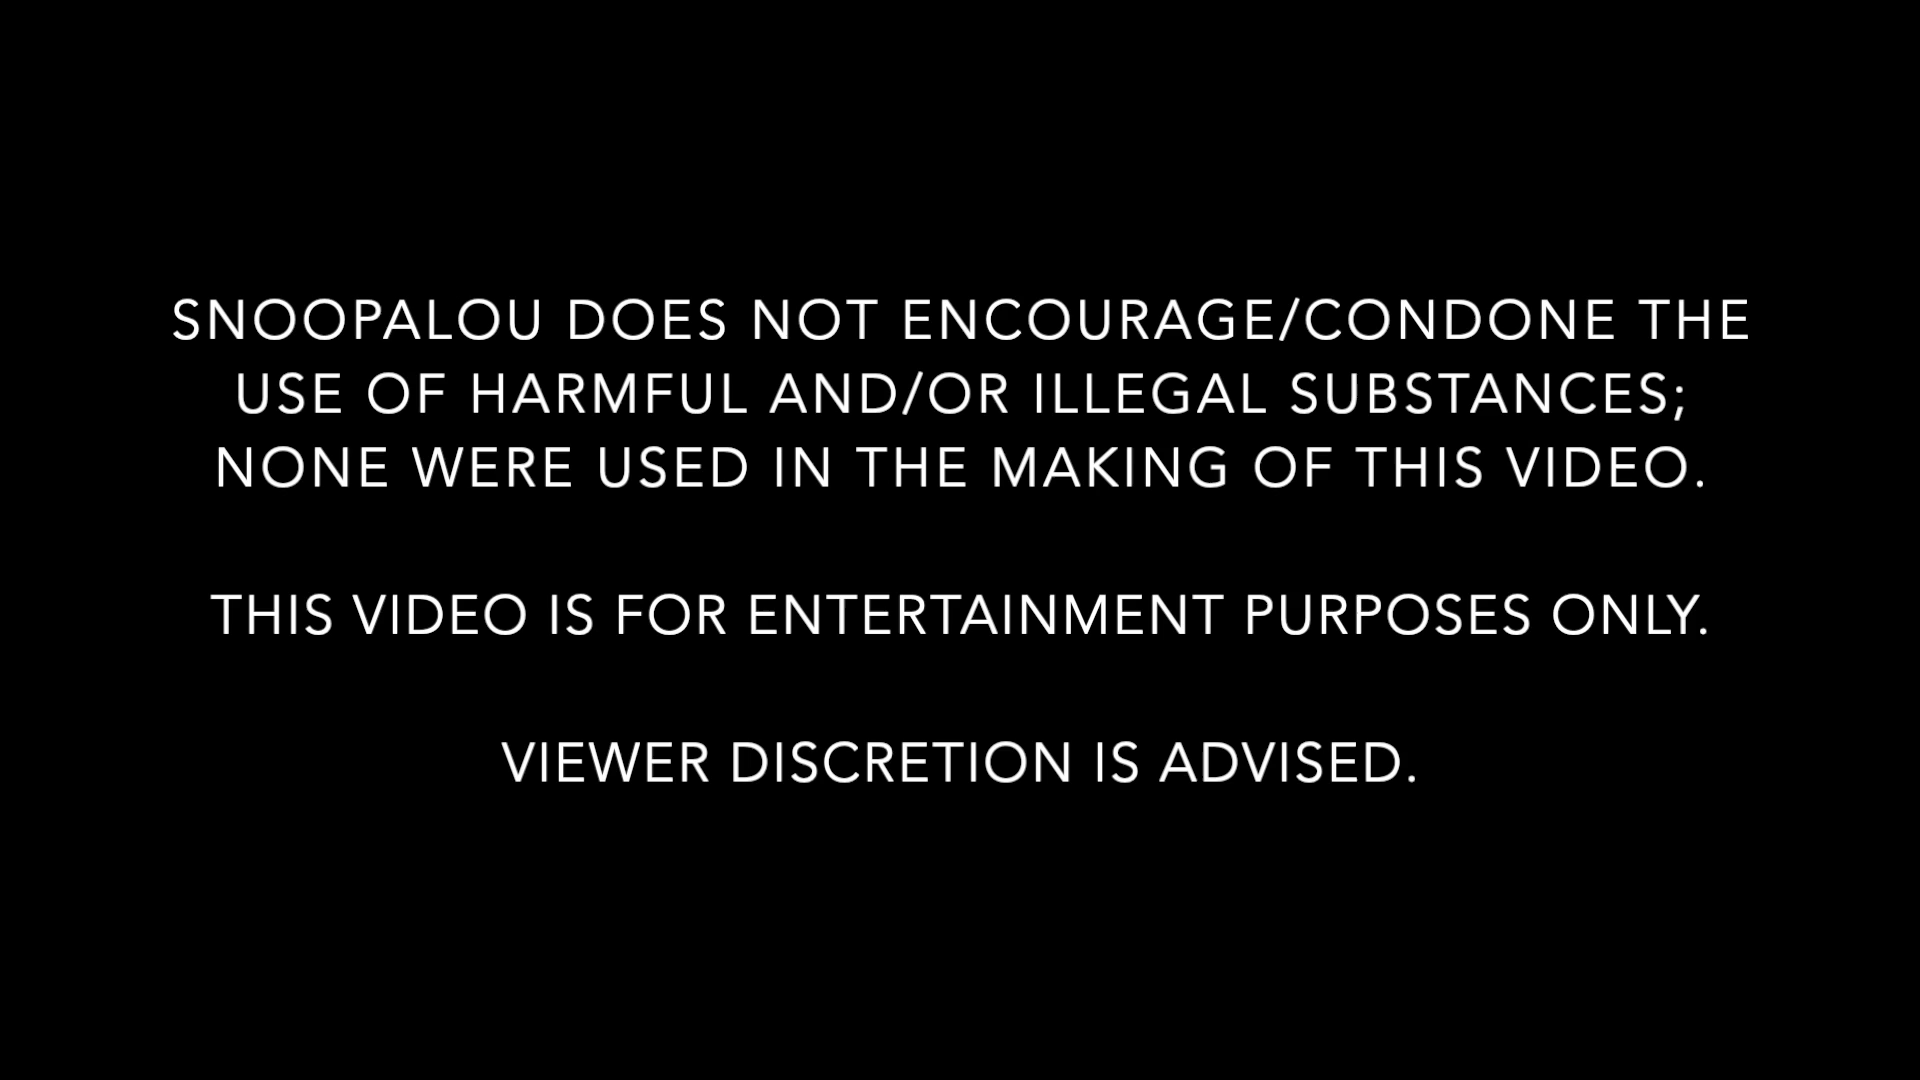 SNOOPALOU DOES NOT ENCOURAGE/CONDONE THE
USE OF HARMFUL AND/OR ILLEGAL SUBSTANCES;
NONE WERE USED IN THE MAKING OF THIS VIDEO.
THIS VIDEO IS FOR ENTERTAINMENT PURPOSES ONLY.
VIEWER DISCRETION IS ADVISED.